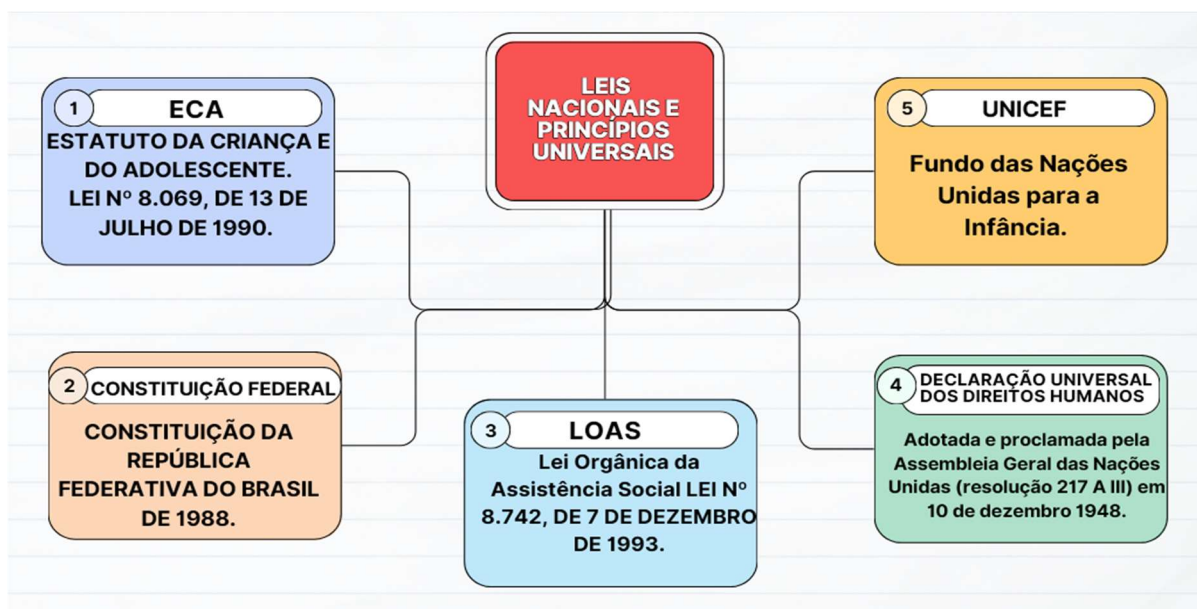 LEIS
NACIONAIS E
PRINCÍPIOS
UNIVERSAIS
1 ECA
ESTATUTO DA CRIANÇA E
DO ADOLESCENTE.
LEI Nº 8.069, DE 13 DE
JULHO DE 1990.
2 CONSTITUIÇÃO FEDERAL
CONSTITUIÇÃO DA
REPÚBLICA
FEDERATIVA DO BRASIL
DE 1988.
3 LOAS
Lei Orgânica da
Assistência Social LEI Nº
8.742, DE 7 DE DEZEMBRO
DE 1993.
4 DECLARAÇÃO UNIVERSAL
DOS DIREITOS HUMANOS
Adotada e proclamada pela
Assembleia Geral das Nações
Unidas (resolução 217 A III) em
10 de dezembro 1948.
5 UNICEF
Fundo das Nações
Unidas para a
Infância.